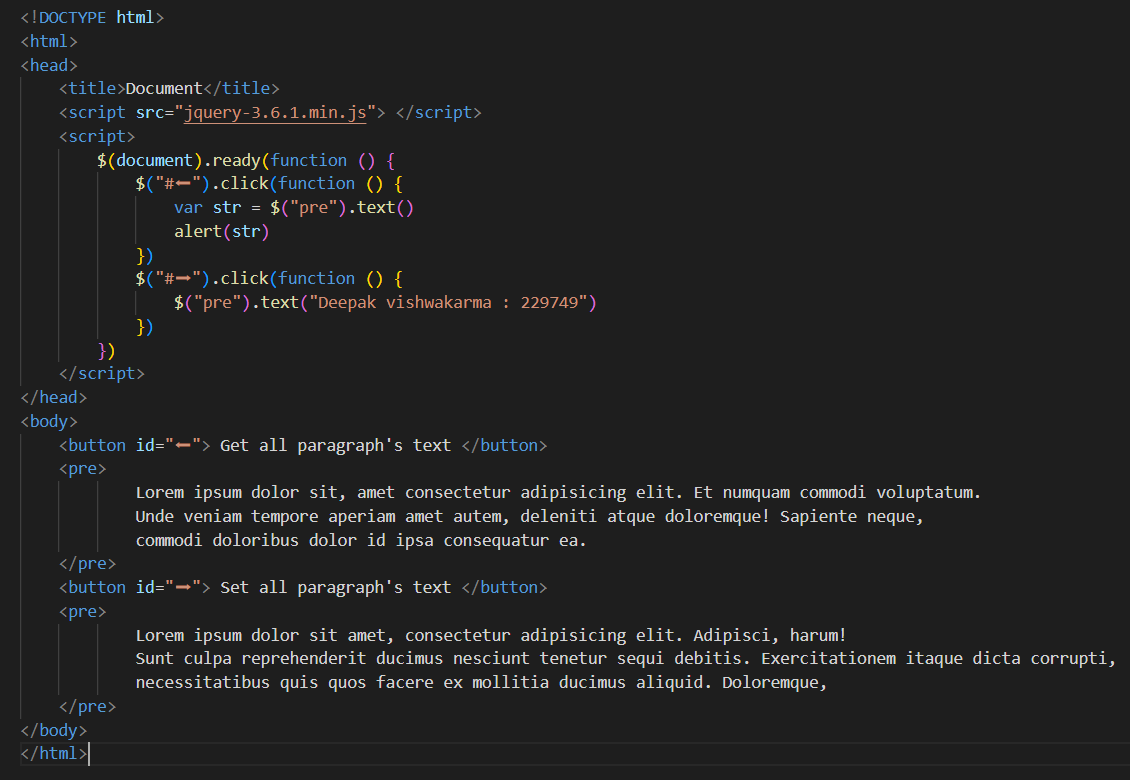 <!DOCTYPE html>
<html>
<head>
    <title>Document</title>
    <script src="jquery-3.6.1.min.js"> </script>
    <script>
        $(document).ready(function () {
            $("#⬅").click(function () {
                var str = $("pre").text()
                alert(str)
            })
            $("#➡").click(function () {
                $("pre").text("Deepak vishwakarma : 229749")
            })
        })
    </script>
</head>
<body>
    <button id="⬅"> Get all paragraph's text </button>
    <pre>
            Lorem ipsum dolor sit, amet consectetur adipisicing elit. Et numquam commodi voluptatum.
            Unde veniam tempore aperiam amet autem, deleniti atque doloremque! Sapiente neque,
            commodi doloribus dolor id ipsa consequatur ea.
    </pre>
    <button id="➡"> Set all paragraph's text </button>
    <pre>
            Lorem ipsum dolor sit amet, consectetur adipisicing elit. Adipisci, harum!
            Sunt culpa reprehenderit ducimus nesciunt tenetur sequi debitis. Exercitationem itaque dicta corrupti,
            necessitatibus quis quos facere ex mollitia ducimus aliquid. Doloremque,
    </pre>
</body>
</html>